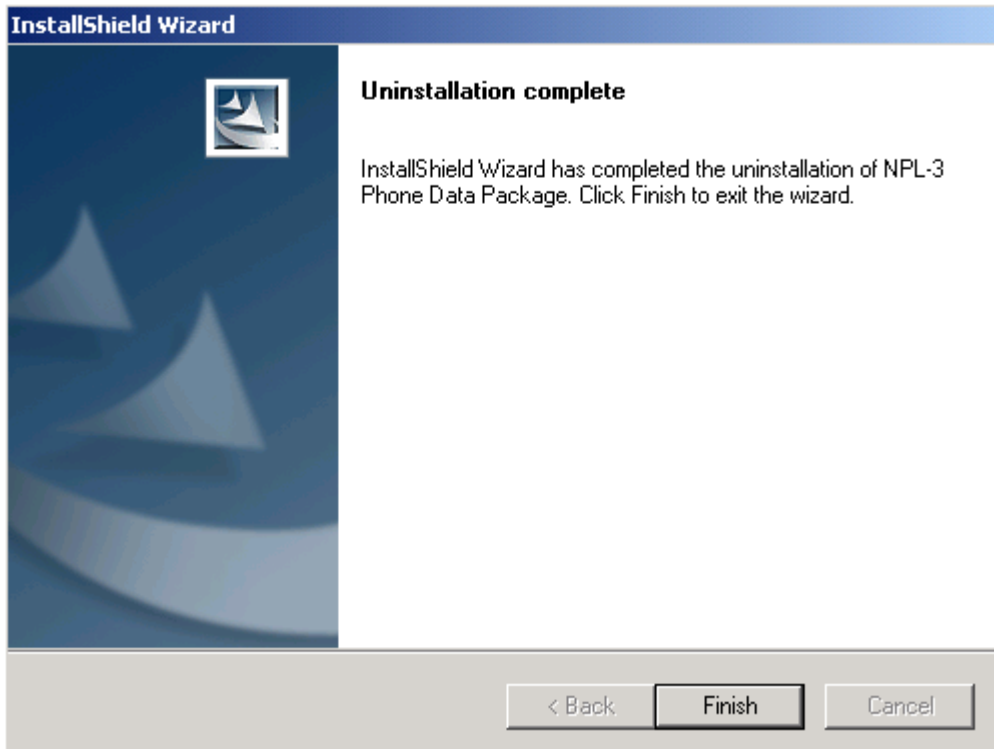 InstallShield Wizard
Uninstallation complete
InstallShield Wizard has completed the uninstallation of NPL-3
Phone Data Package. Click Finish to exit the wizard.
< Back
Finish
Cancel